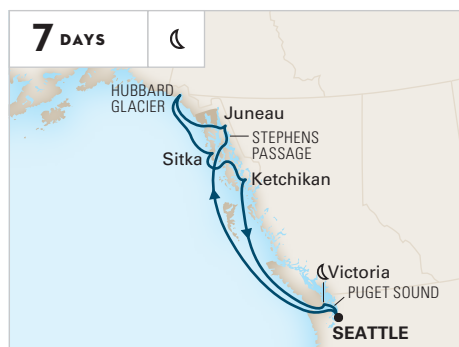 7 DAYS
HUBBARD
GLACIER
Juneau
STEPHENS
PASSAGE
Sitka
Ketchikan
Victoria
PUGET SOUND
SEATTLE